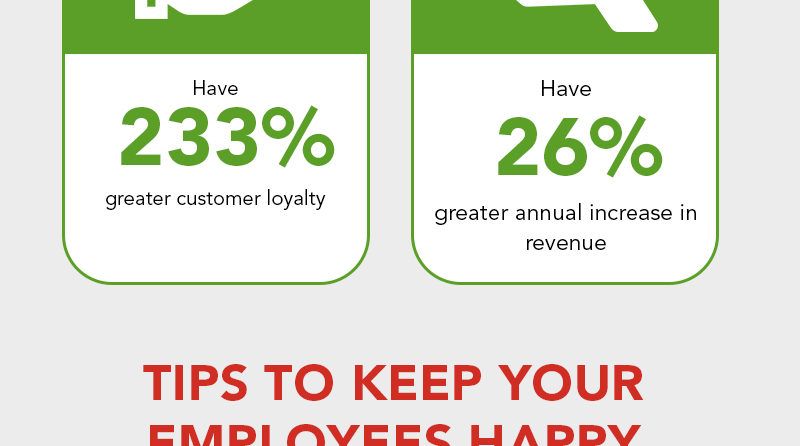 Have
233%
greater customer loyalty
Have
26%
greater annual increase in
revenue
TIPS TO KEEP YOUR
EMPLOYEES HAPPY